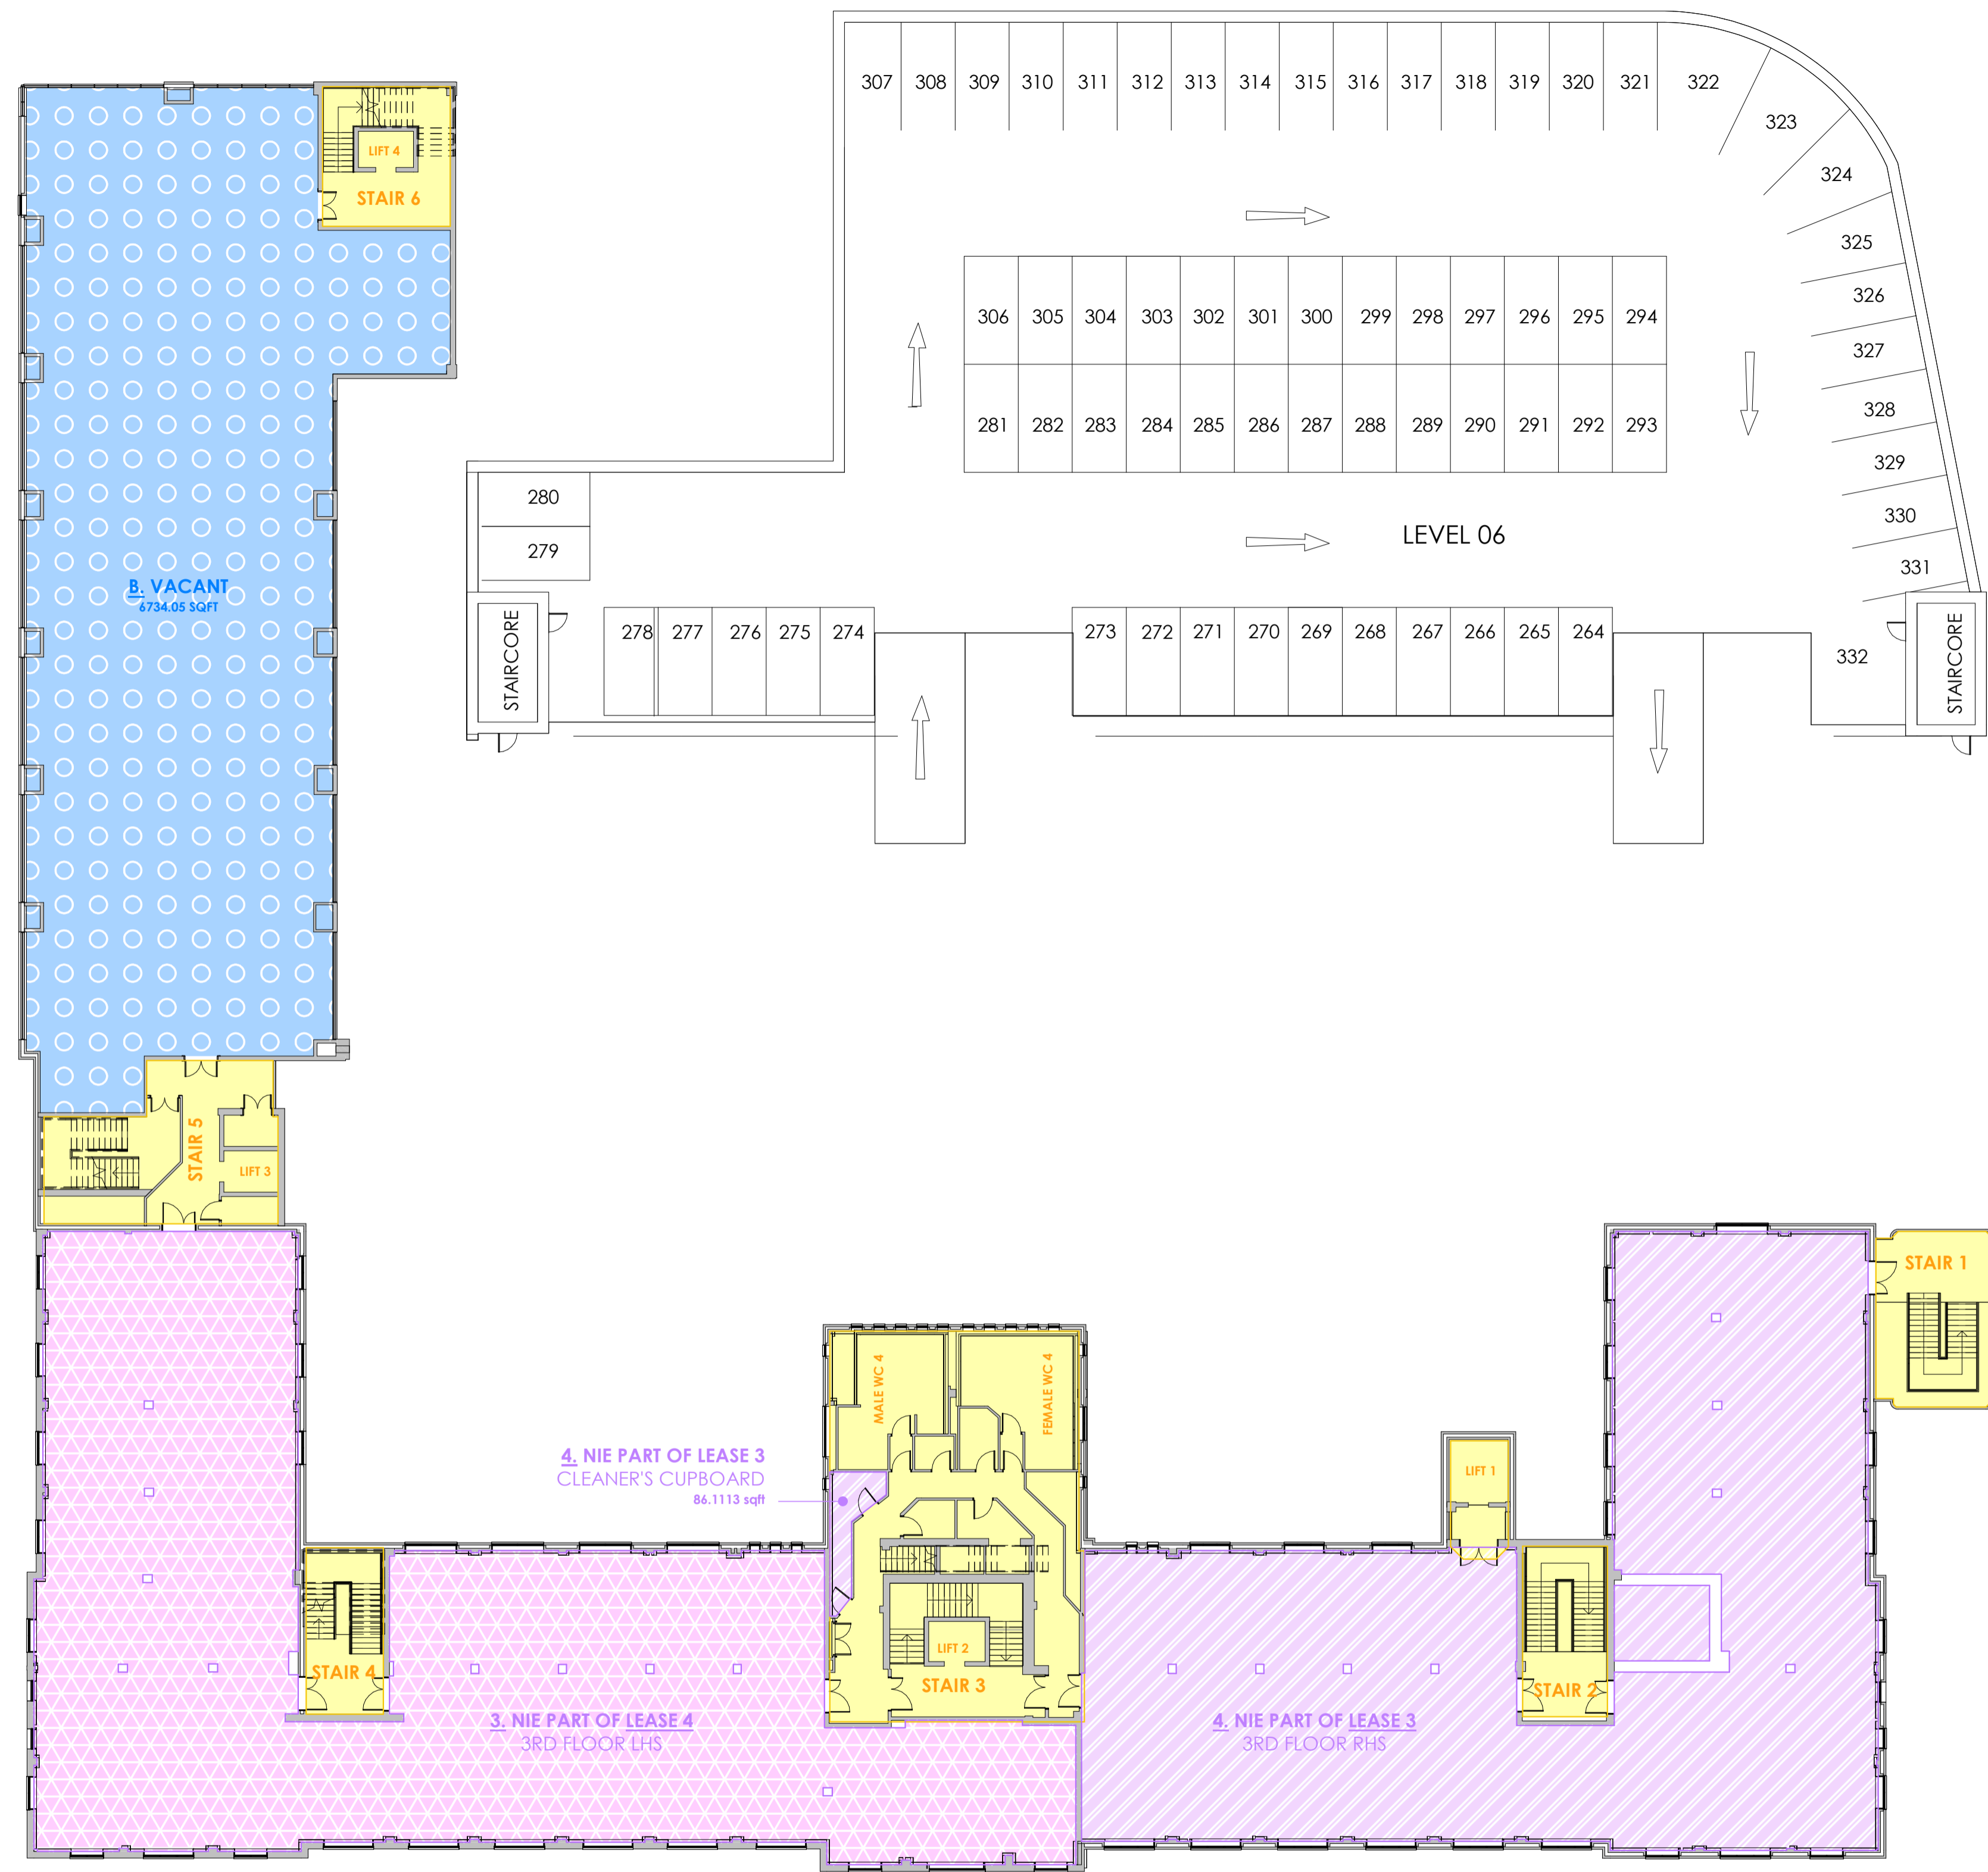 307 308 309 310 311 312 313 314 315 316 317 318 319 320 321 322
323
LIFT 4
324
STAIR 6
325
326
306 305 304 303 302 301 300 299 298 297 296 295 294
327
328
281 282 283 284 285 286 287 288 289 290 291 292 293
329
280
330
LEVEL 06
279
331
B. VACANT
6734.05 SQFT
278 277 276 275 274 273 272 271 270 269 268 267 266 265 264
332
STAIRCORE
STAIRCORE
STAIR 5
LIFT 3
STAIR 1
MALE WC 4
FEMALE WC 4
4. NIE PART OF LEASE 3
CLEANER'S CUPBOARD
86.1113 sqft
LIFT 1
LIFT 2
STAIR 4
STAIR 3
STAIR 2
3. NIE PART OF LEASE 4
3RD FLOOR LHS
4. NIE PART OF LEASE 3
3RD FLOOR RHS